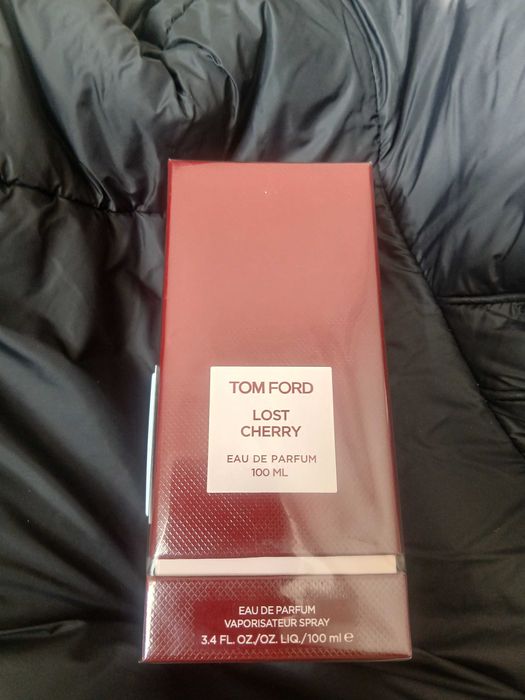 TOM FORD
LOST
CHERRY
EAU DE PARFUM
100 ML
EAU DE PARFUM
VAPORISATEUR SPRAY
3.4 FL. OZ./OZ. LIQ./100 ml ℮